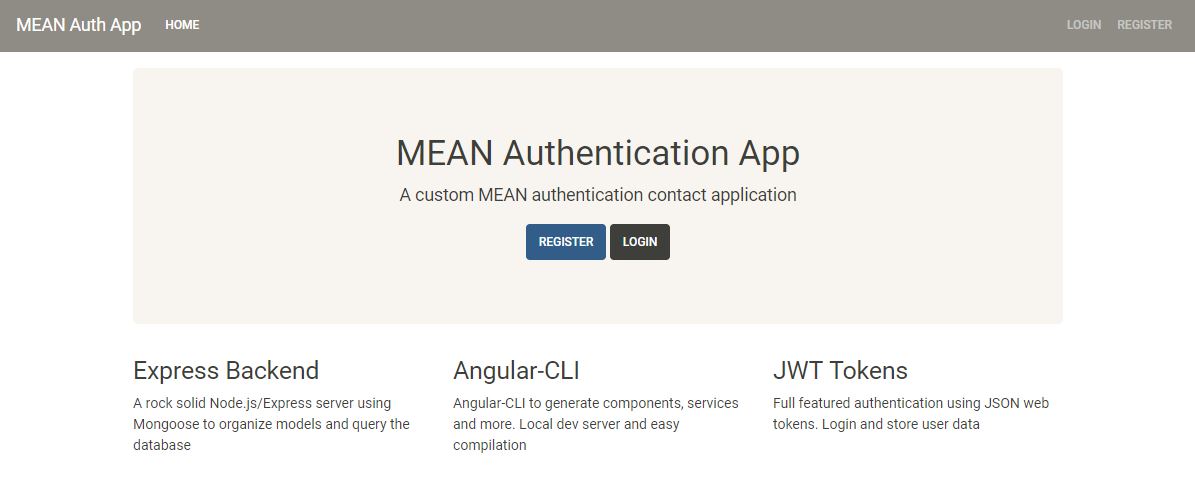 MEAN Auth App HOME LOGIN REGISTER
MEAN Authentication App
A custom MEAN authentication contact application
REGISTER LOGIN
Express Backend
A rock solid Node.js/Express server using
Mongoose to organize models and query the
database
Angular-CLI
Angular-CLI to generate components, services
and more. Local dev server and easy
compilation
JWT Tokens
Full featured authentication using JSON web
tokens. Login and store user data